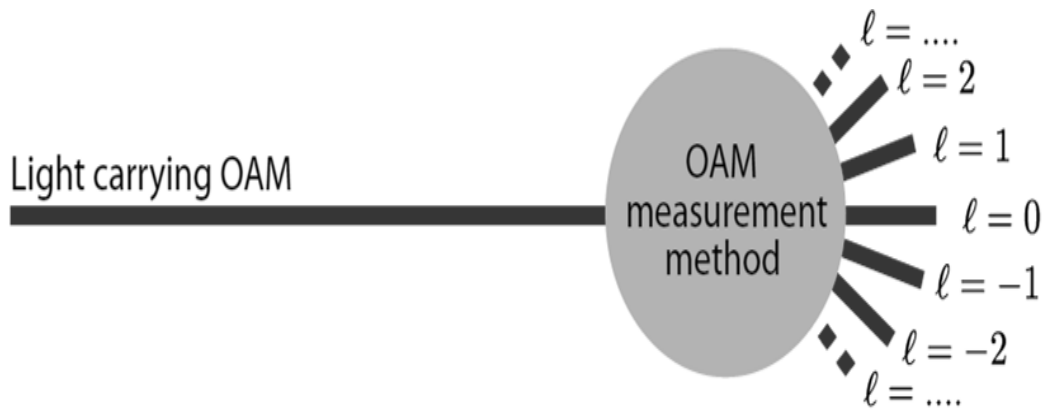 Light carrying OAM
OAM
measurement
method
ℓ = ....
ℓ = 2
ℓ = 1
ℓ = 0
ℓ = −1
ℓ = −2
ℓ = ....